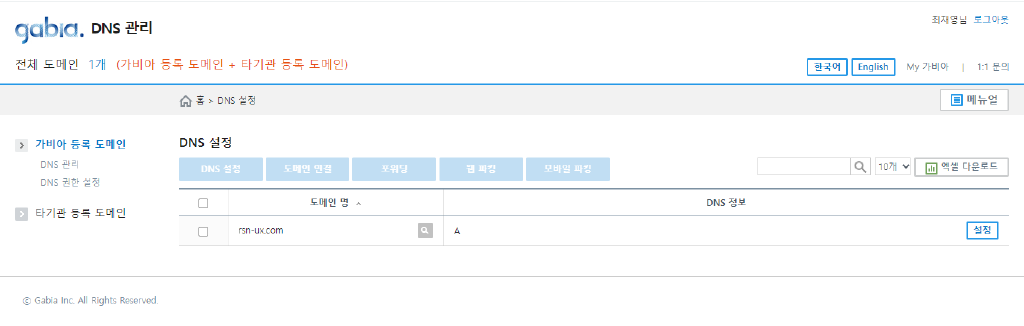 gabia. DNS 관리
최재영님 로그아웃
전체 도메인 1개 (가비아 등록 도메인 + 타기관 등록 도메인)
한국어 English My 가비아 | 1:1 문의
홈 > DNS 설정
메뉴얼
가비아 등록 도메인
DNS 관리
DNS 권한 설정
타기관 등록 도메인
DNS 설정
DNS 설정 도메인 연결 포워딩 웹 파킹 모바일 파킹
10개 엑셀 다운로드
도메인 명 DNS 정보
rsn-ux.com A 설정
ⓒ Gabia Inc. All Rights Reserved.